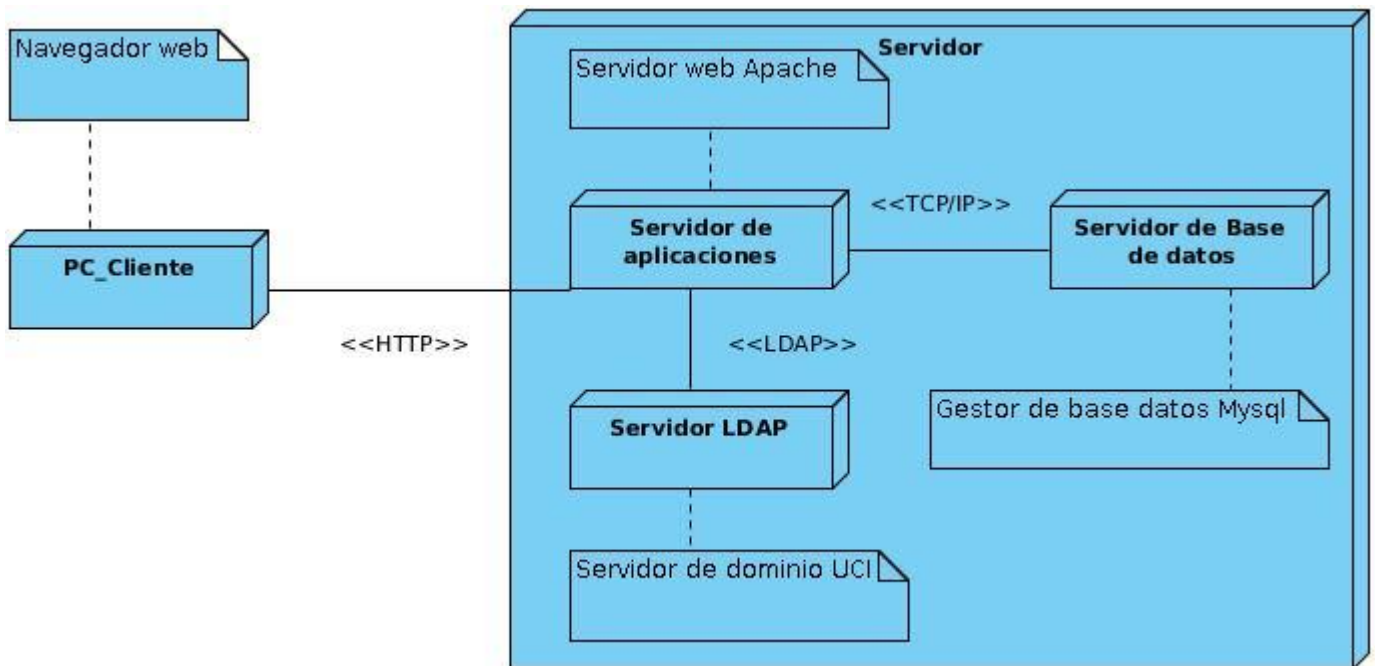 Navegador web
Servidor
Servidor web Apache
Servidor de
aplicaciones
<<TCP/IP>>
Servidor de Base
de datos
PC_Cliente
<<HTTP>>
<<LDAP>>
Servidor LDAP
Gestor de base datos Mysql
Servidor de dominio UCI